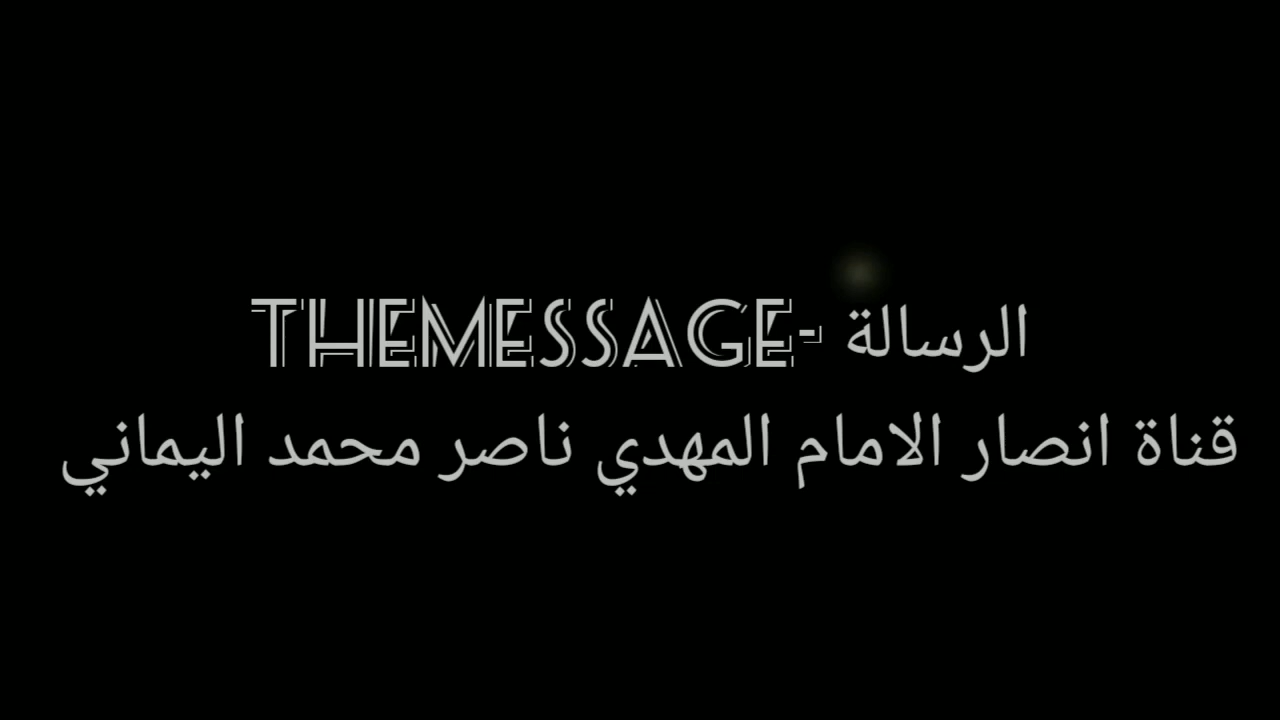 THEMESSAGE- الرسالة
قناة انصار الامام المهدي ناصر محمد اليماني